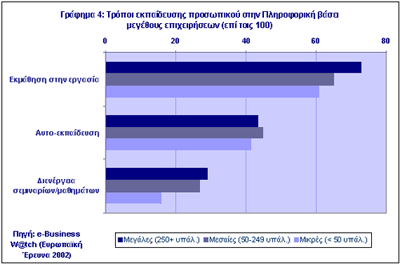 Γράφημα 4: Τρόποι εκπαίδευσης προσωπικού στην Πληροφορική βάσα
μεγέθους επιχειρήσεων (επί τοις 100)
0 20 40 60 80
Εκμάθηση στην εργασία
Αυτο-εκπαίδευση
Διενέργεια
σεμιναρίων/μαθημάτων
Πηγή: e-Business
W@tch (Ευρωπαϊκή
Έρευνα 2002)
Μεγάλες (250+ υπάλ.) Μεσαίες (50-249 υπάλ.) Μικρές (< 50 υπάλ.)